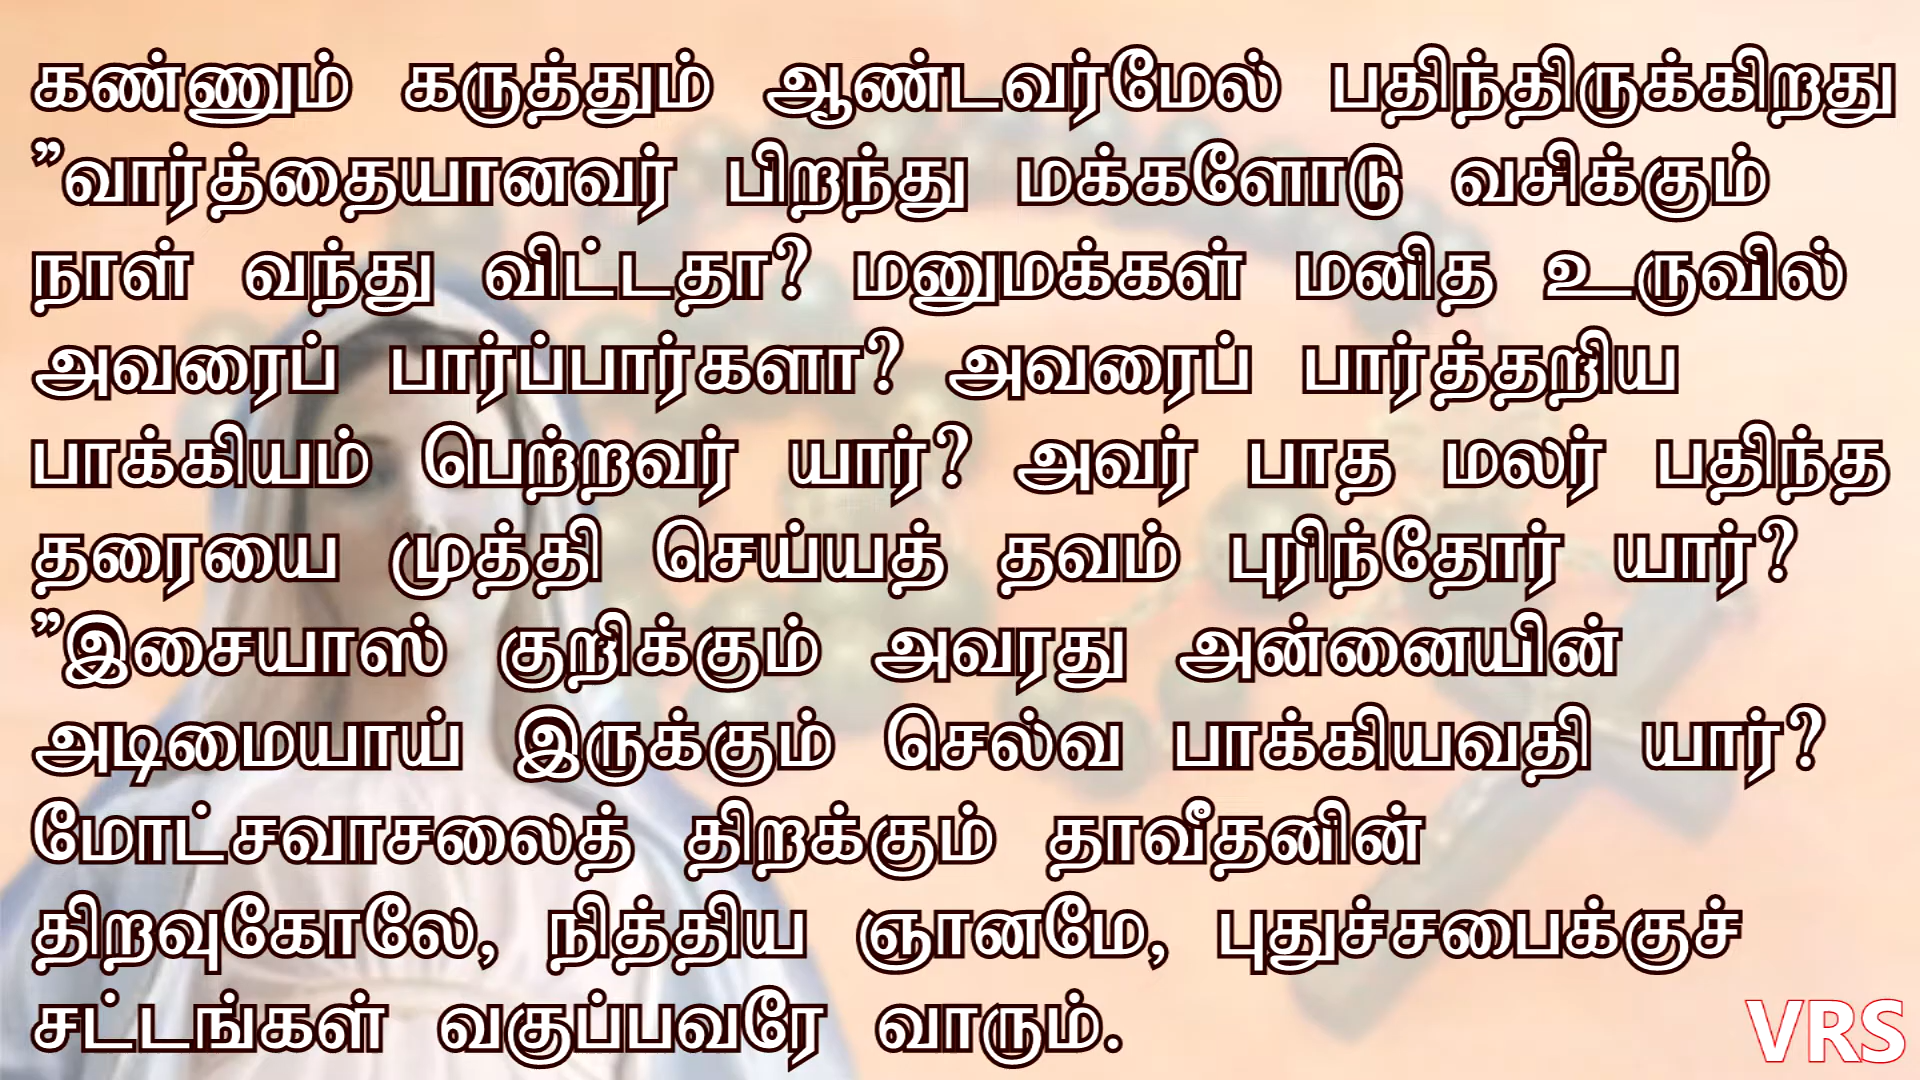 கண்ணும் கருத்தும் ஆண்டவர்மேல் பதிந்திருக்கிறது
”வார்த்தையானவர் பிறந்து மக்களோடு வசிக்கும்
நாள் வந்து விட்டதா? மனுமக்கள் மனித உருவில்
அவரைப் பார்ப்பார்களா? அவரைப் பார்த்தறிய
பாக்கியம் பெற்றவர் யார்? அவர் பாத மலர் பதிந்த
தரையை முத்தி செய்யத் தவம் புரிந்தோர் யார்?
”இசையாஸ் குறிக்கும் அவரது அன்னையின்
அடிமையாய் இருக்கும் செல்வ பாக்கியவதி யார்?
மோட்சவாசலைத் திறக்கும் தாவீதனின்
திறவுகோலே, நித்திய ஞானமே, புதுச்சபைக்குச்
சட்டங்கள் வகுப்பவரே வாரும்.
VRS